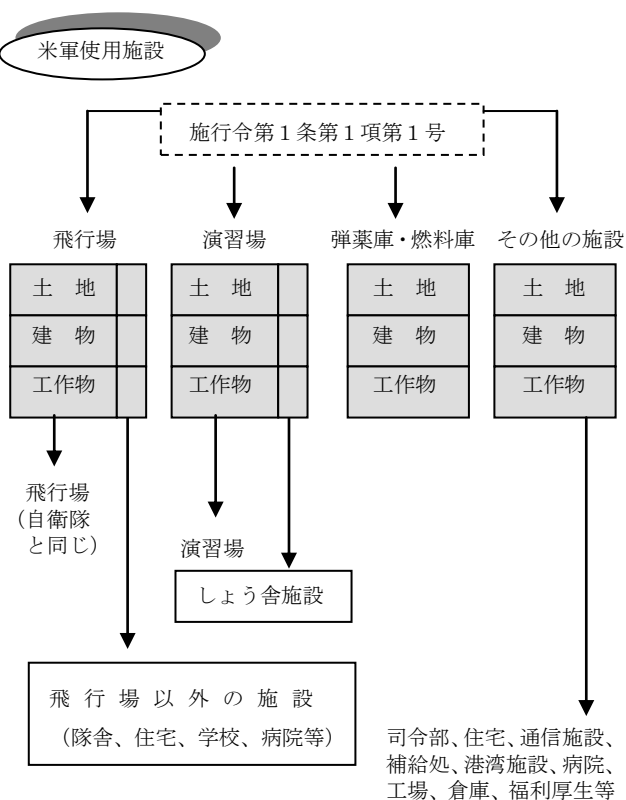 米軍使用施設
施行令第1条第1項第1号
飛行場
演習場
弾薬庫・燃料庫
その他の施設
土 地
建 物
工作物
土 地
建 物
工作物
土 地
建 物
工作物
土 地
建 物
工作物
飛行場
(自衛隊
と同じ)
演習場
しょう舎施設
飛行場以外の施設
(隊舎、住宅、学校、病院等)
司令部、住宅、通信施設、
補給処、港湾施設、病院、
工場、倉庫、福利厚生等